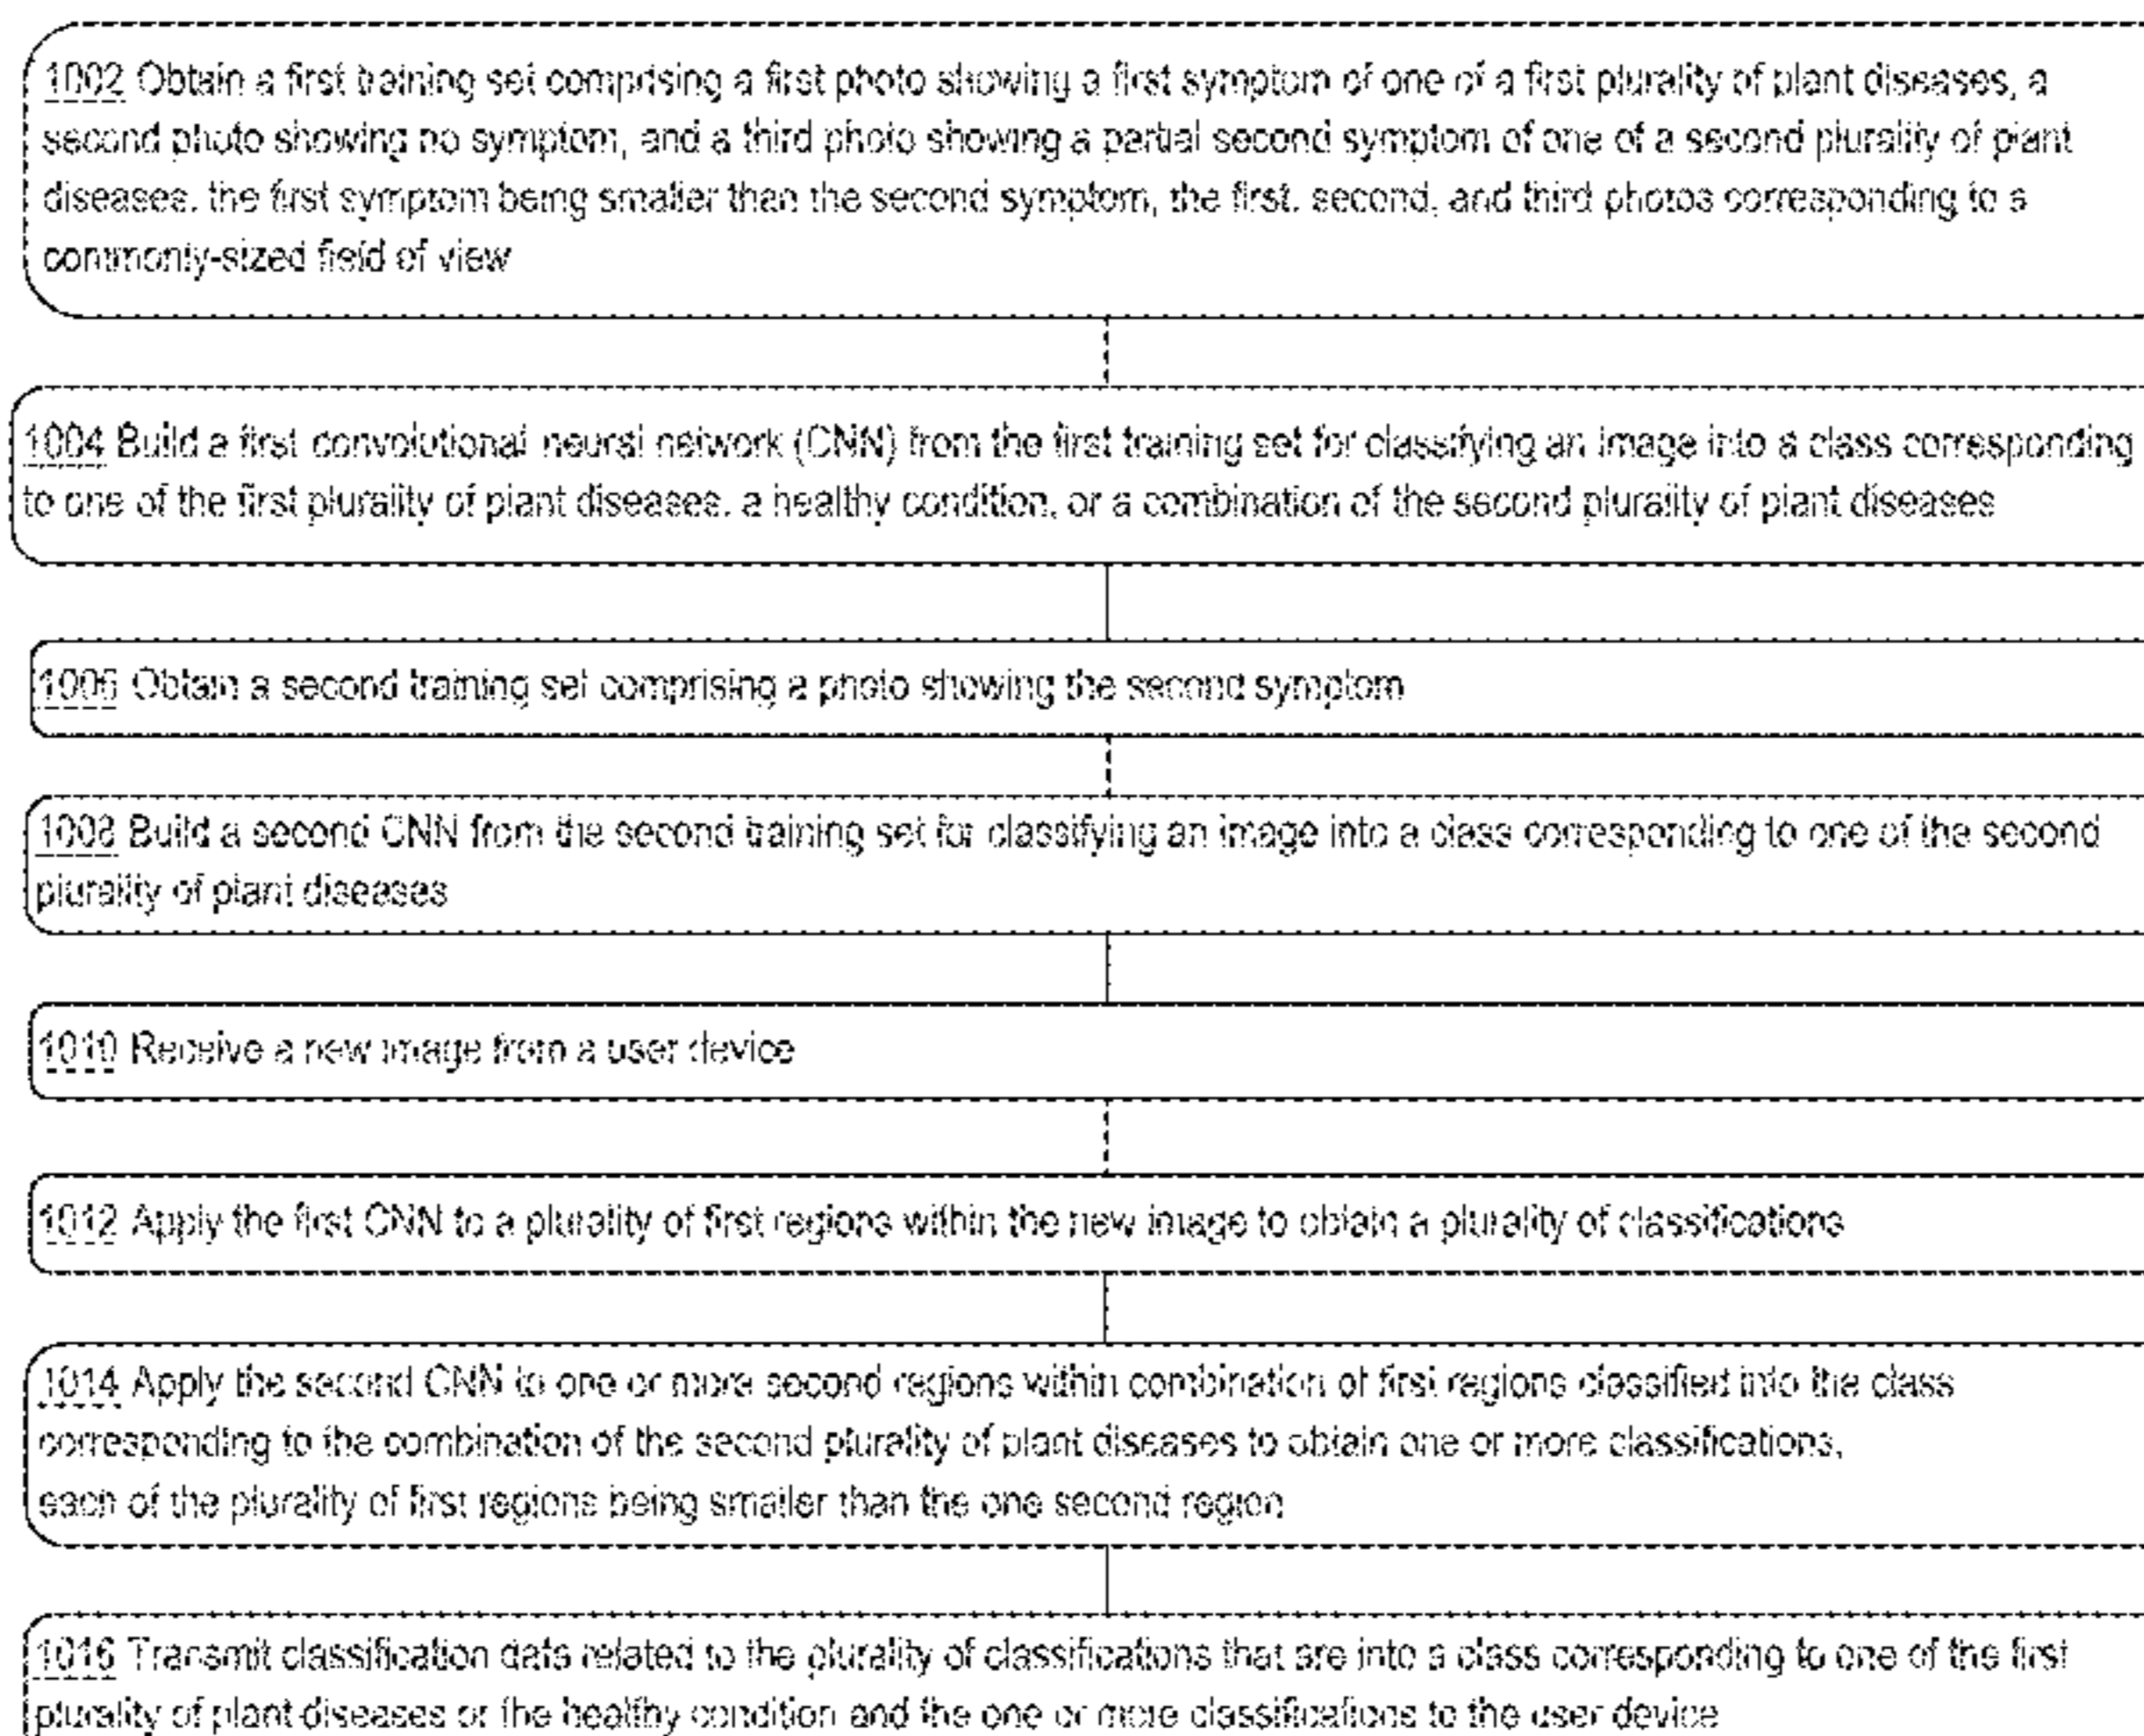 1002 Obtain a first training set comprising a first photo showing a first symptom of one of a first plurality of plant diseases, a
second photo showing no symptom, and a third photo showing a partial second symptom of one of a second plurality of plant
diseases, the first symptom being smaller than the second symptom, the first, second, and third photos corresponding to a
commonly-sized field of view
1004 Build a first convolutional neural network (CNN) from the first training set for classifying an image into a class corresponding
to one of the first plurality of plant diseases, a healthy condition, or a combination of the second plurality of plant diseases
1006 Obtain a second training set comprising a photo showing the second symptom
1008 Build a second CNN from the second training set for classifying an image into a class corresponding to one of the second
plurality of plant diseases
1010 Receive a new image from a user device
1012 Apply the first CNN to a plurality of first regions within the new image to obtain a plurality of classifications
1014 Apply the second CNN to one or more second regions within combination of first regions classified into the class
corresponding to the combination of the second plurality of plant diseases to obtain one or more classifications,
each of the plurality of first regions being smaller than the one second region
1016 Transmit classification data related to the plurality of classifications that are into a class corresponding to one of the first
plurality of plant diseases or the healthy condition and the one or more classifications to the user device